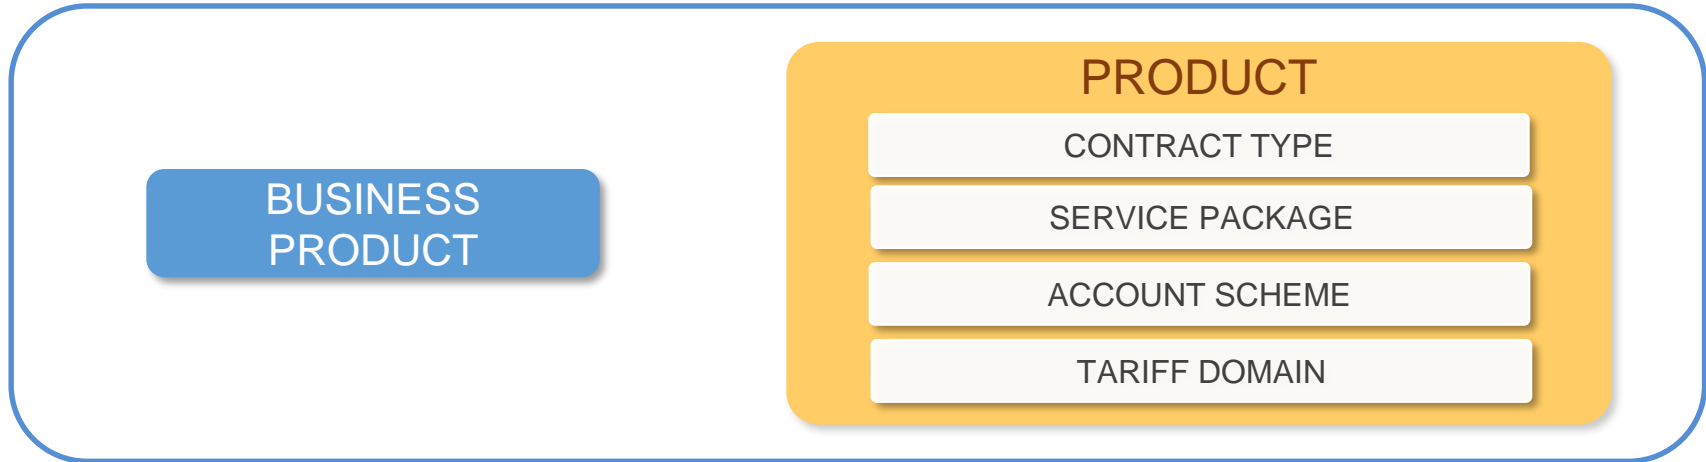 BUSINESS
PRODUCT
PRODUCT
CONTRACT TYPE
SERVICE PACKAGE
ACCOUNT SCHEME
TARIFF DOMAIN